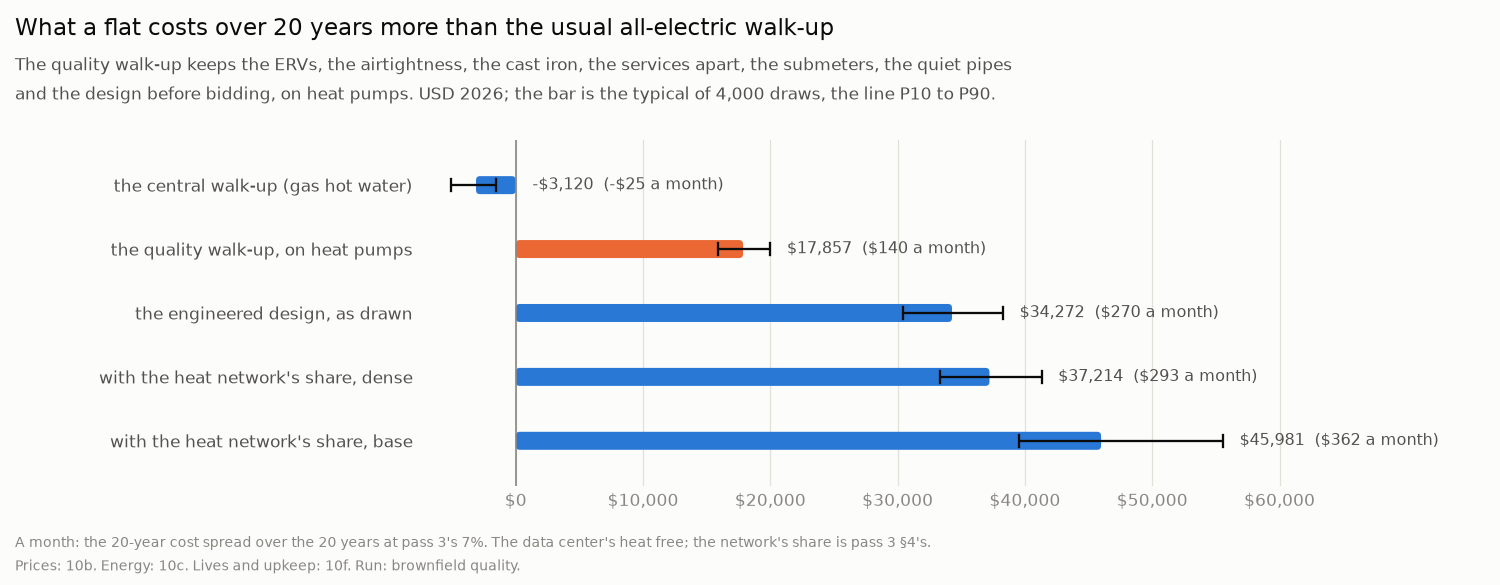 What a flat costs over 20 years more than the usual all-electric walk-up
The quality walk-up keeps the ERVs, the airtightness, the cast iron, the services apart, the submeters, the quiet pipes
and the design before bidding, on heat pumps. USD 2026; the bar is the typical of 4,000 draws, the line P10 to P90.
the central walk-up (gas hot water) -$3,120 (-$25 a month)
the quality walk-up, on heat pumps $17,857 ($140 a month)
the engineered design, as drawn $34,272 ($270 a month)
with the heat network's share, dense $37,214 ($293 a month)
with the heat network's share, base $45,981 ($362 a month)
$0 $10,000 $20,000 $30,000 $40,000 $50,000 $60,000
A month: the 20-year cost spread over the 20 years at pass 3's 7%. The data center's heat free; the network's share is pass 3 §4's.
Prices: 10b. Energy: 10c. Lives and upkeep: 10f. Run: brownfield quality.